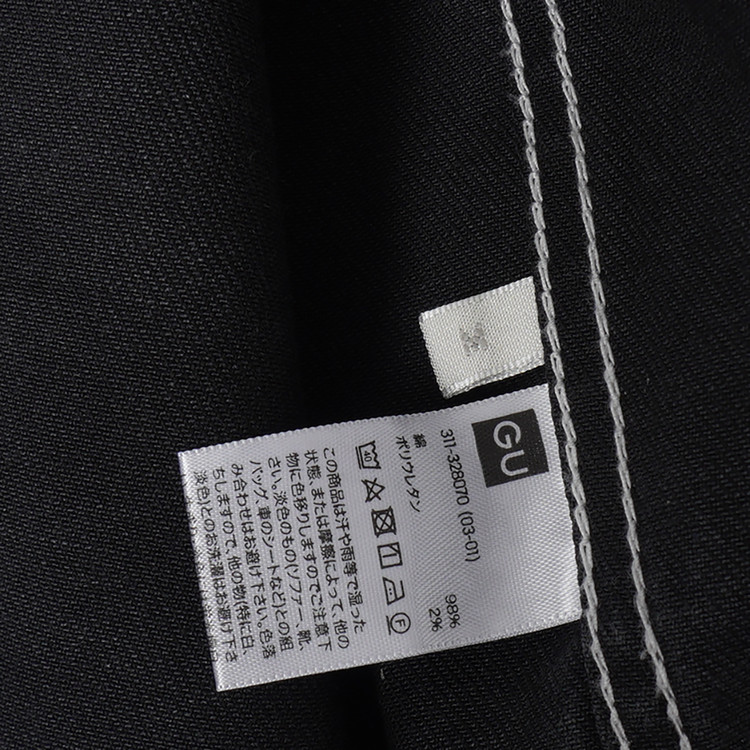 M
GU
311-328070 (03-01)
綿 98%
ポリウレタン 2%
40
この商品は汗や雨等で湿った
状態、または摩擦によって、他の
物に色移りしますのでご注意下
さい。淡色のもの(ソファー、靴、
バッグ、車のシートなど)との組
み合わせはお避け下さい。色落
ちしますので、他の物(特に白、
淡色)とのお洗濯はお避け下さ